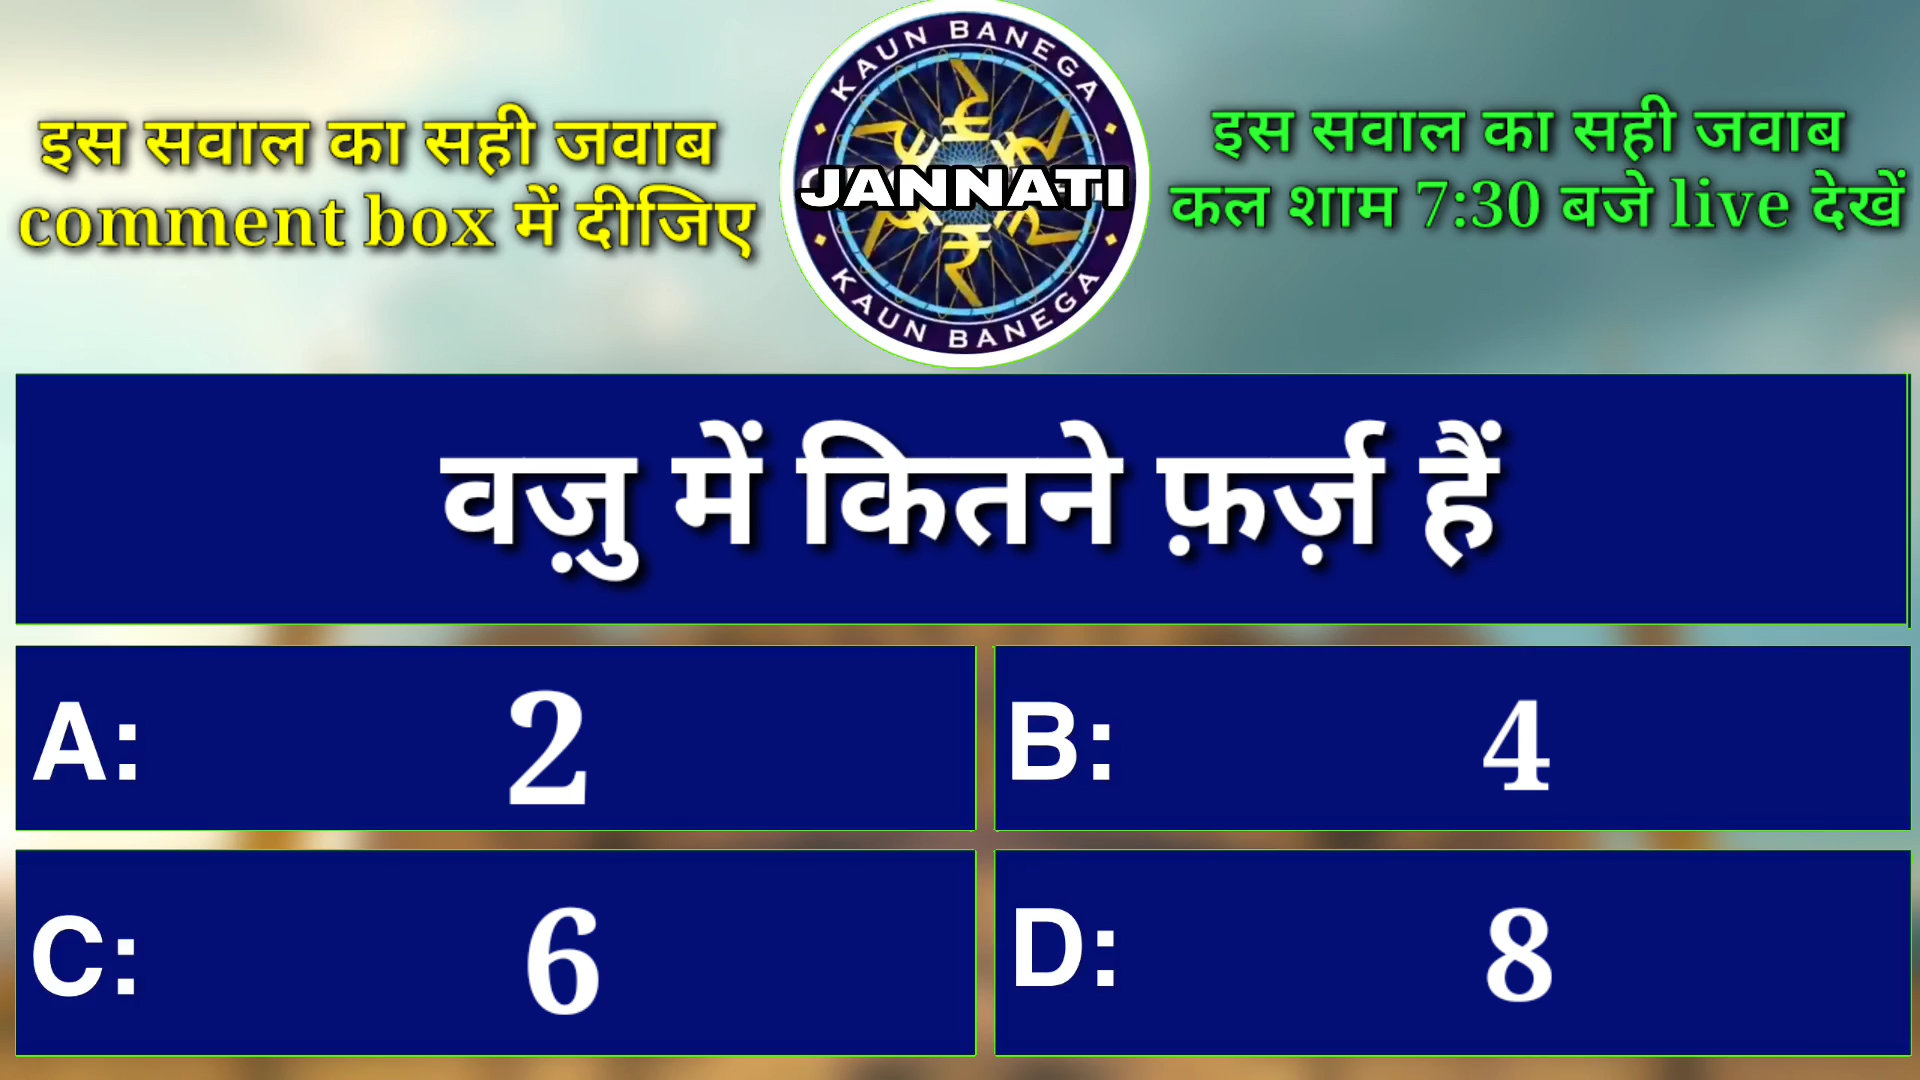 इस सवाल का सही जवाब
comment box में दीजिए
KAUN BANEGA
JANNATI
KAUN BANEGA
इस सवाल का सही जवाब
कल शाम 7:30 बजे live देखें
वज़ु में कितने फ़र्ज़ हैं
A: 2
B: 4
C: 6
D: 8